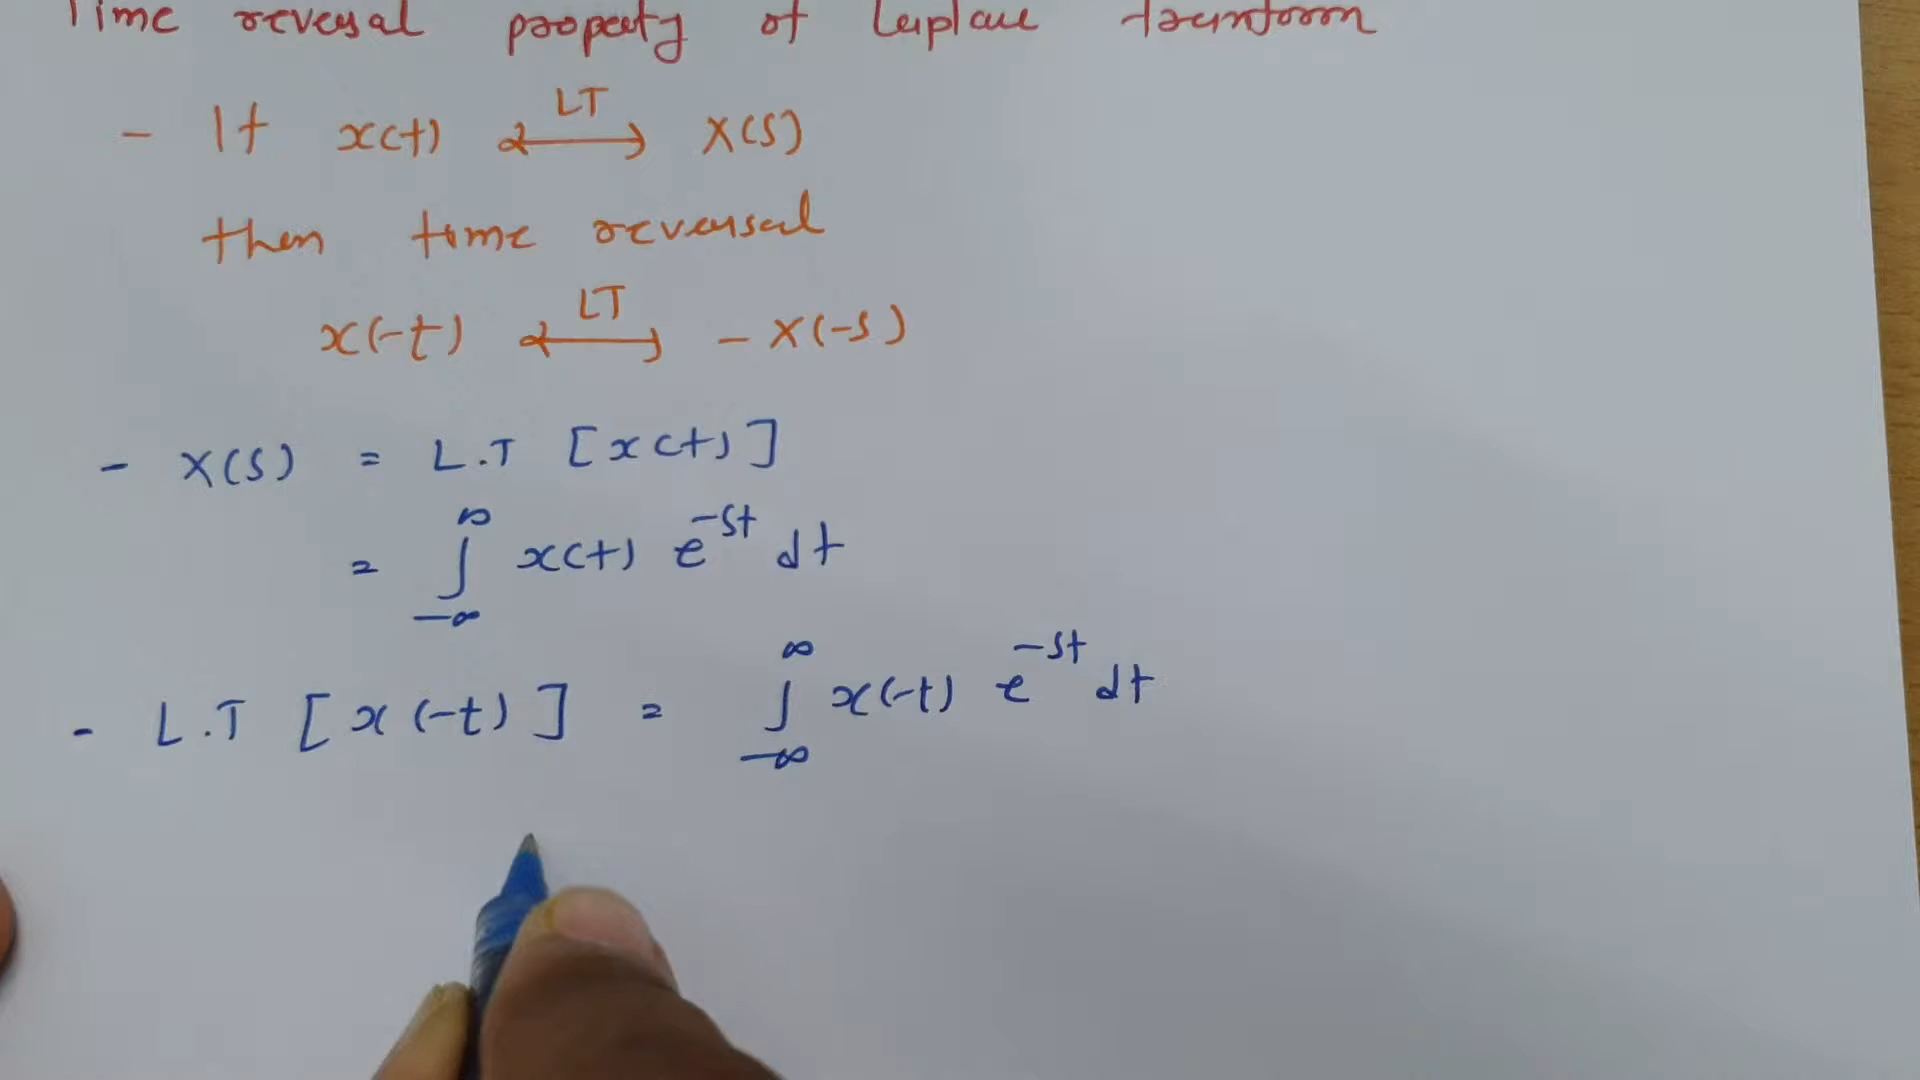 Time reversal property of Laplace transform
- If x(t) ⟷ LT X(s)
then time reversal
x(-t) ⟷ LT - X(-s)
- X(s) = L.T [x(t)]
= ∫_{-∞}^{∞} x(t) e^{-st} dt
- L.T [x(-t)] = ∫_{-∞}^{∞} x(-t) e^{-st} dt